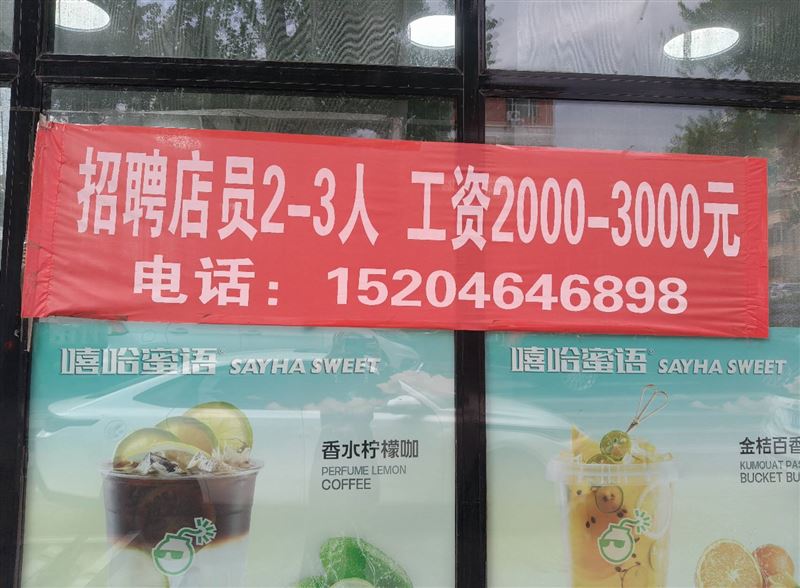 招聘店员2-3人 工资2000-3000元
电话：15204646898
嘻哈蜜语® SAYHA SWEET
香水柠檬咖
PERFUME LEMON
COFFEE
嘻哈蜜语® SAYHA SWEET
金桔百香
KUMOUAT PAS
BUCKET BU